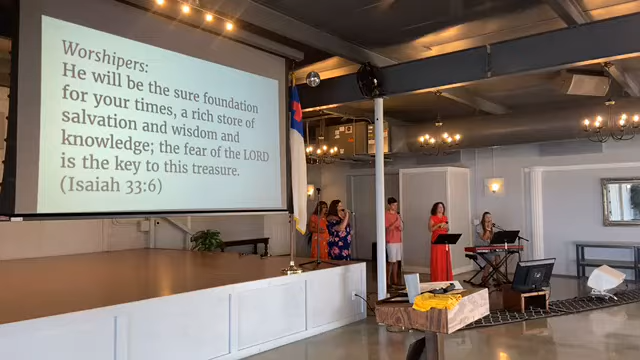 Worshipers:
He will be the sure foundation
for your times, a rich store of
salvation and wisdom and
knowledge; the fear of the LORD
is the key to this treasure.
(Isaiah 33:6)